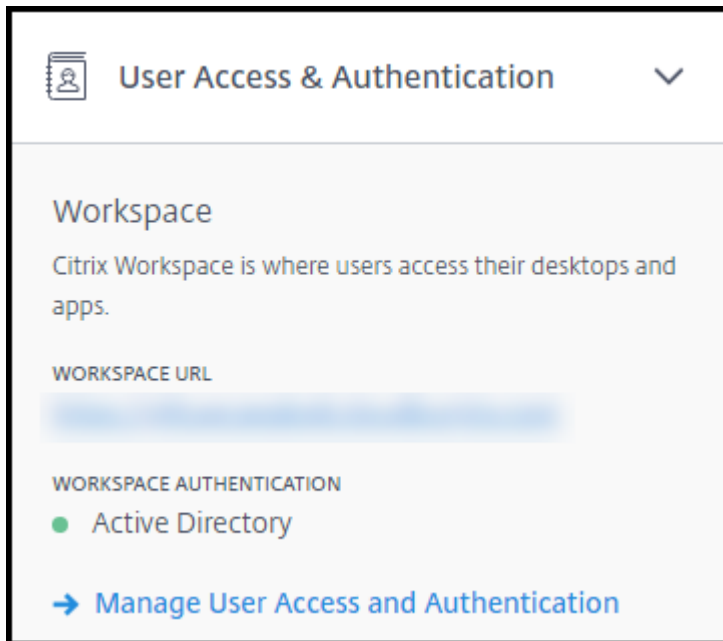 User Access & Authentication
Workspace
Citrix Workspace is where users access their desktops and
apps.
WORKSPACE URL
WORKSPACE AUTHENTICATION
Active Directory
Manage User Access and Authentication